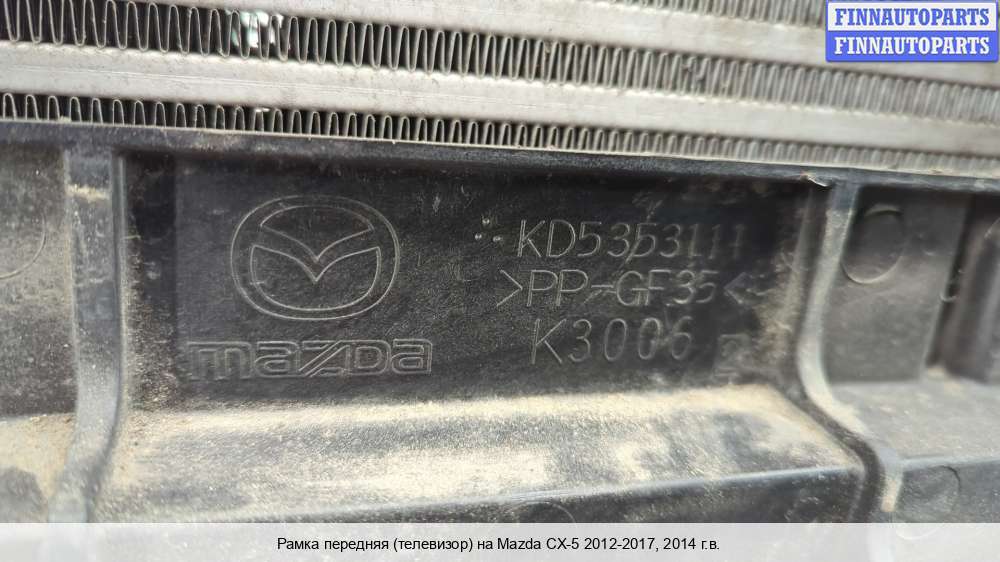 FINNAUTOPARTS
FINNAUTOPARTS
KD5353111
>PP-GF35<
K3006
mazda
Рамка передняя (телевизор) на Mazda CX-5 2012-2017, 2014 г.в.